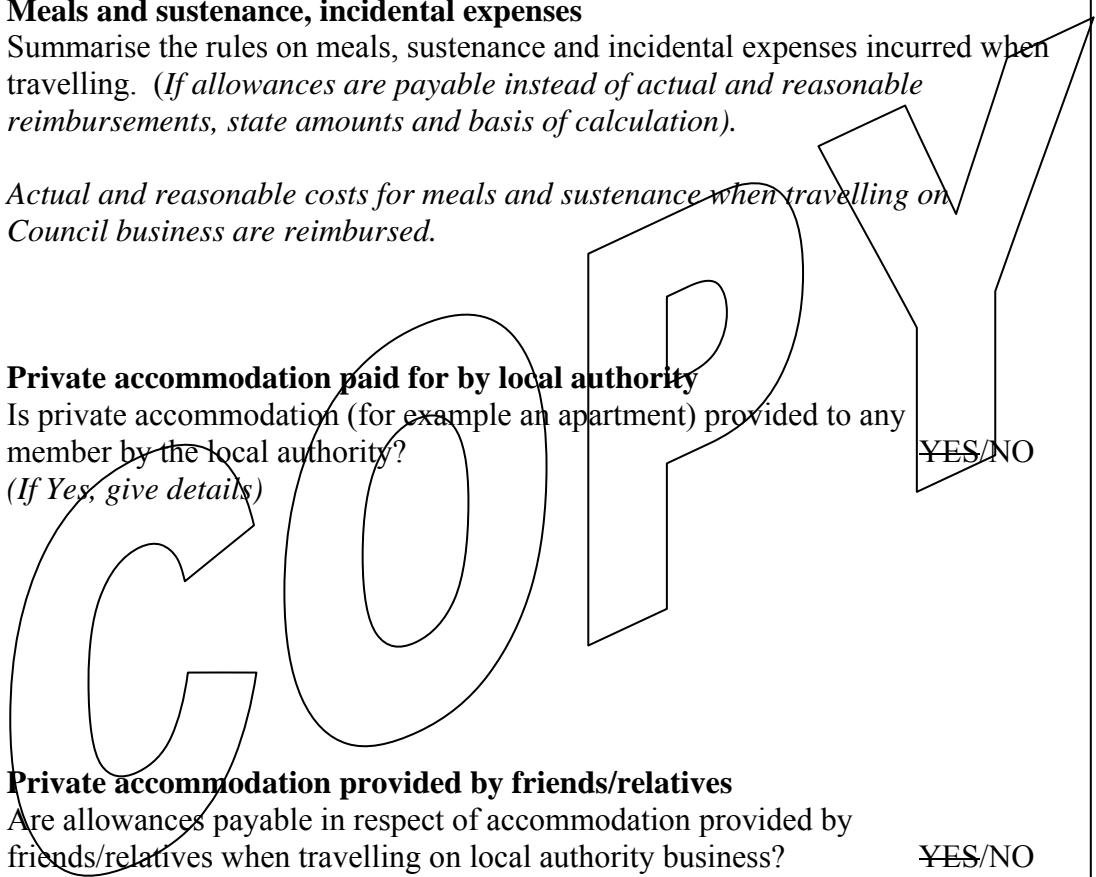 Meals and sustenance, incidental expenses
Summarise the rules on meals, sustenance and incidental expenses incurred when
travelling.  (If allowances are payable instead of actual and reasonable
reimbursements, state amounts and basis of calculation).
Actual and reasonable costs for meals and sustenance when travelling on
Council business are reimbursed.
Private accommodation paid for by local authority
Is private accommodation (for example an apartment) provided to any
member by the local authority? YES/NO
(If Yes, give details)
Private accommodation provided by friends/relatives
Are allowances payable in respect of accommodation provided by
friends/relatives when travelling on local authority business? YES/NO
COPY